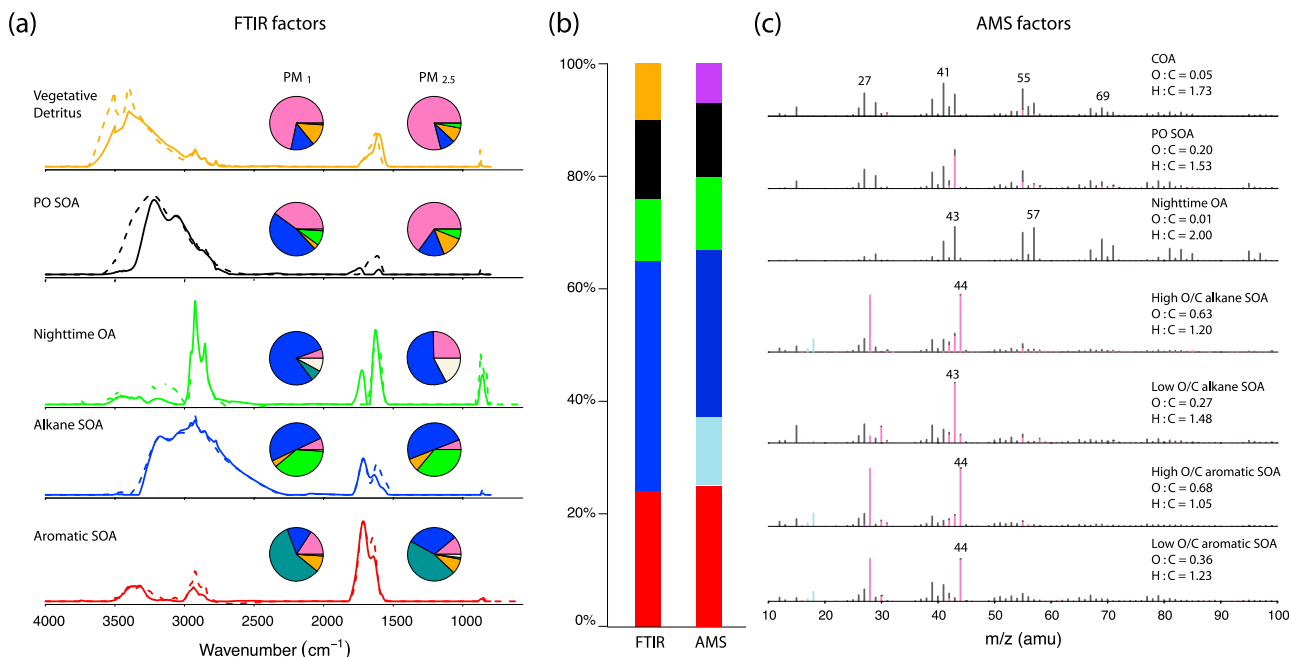 (a)
FTIR factors
PM 1
PM 2.5
Vegetative
Detritus
PO SOA
Nighttime OA
Alkane SOA
Aromatic SOA
4000
3500
3000
2500
2000
1500
1000
Wavenumber (cm⁻¹)
(b)
100%
80%
60%
40%
20%
0%
FTIR
AMS
(c)
AMS factors
27
41
55
69
COA
O : C = 0.05
H : C = 1.73
PO SOA
O : C = 0.20
H : C = 1.53
43
57
Nighttime OA
O : C = 0.01
H : C = 2.00
44
High O/C alkane SOA
O : C = 0.63
H : C = 1.20
43
Low O/C alkane SOA
O : C = 0.27
H : C = 1.48
44
High O/C aromatic SOA
O : C = 0.68
H : C = 1.05
44
Low O/C aromatic SOA
O : C = 0.36
H : C = 1.23
10
20
30
40
50
60
70
80
90
100
m/z (amu)